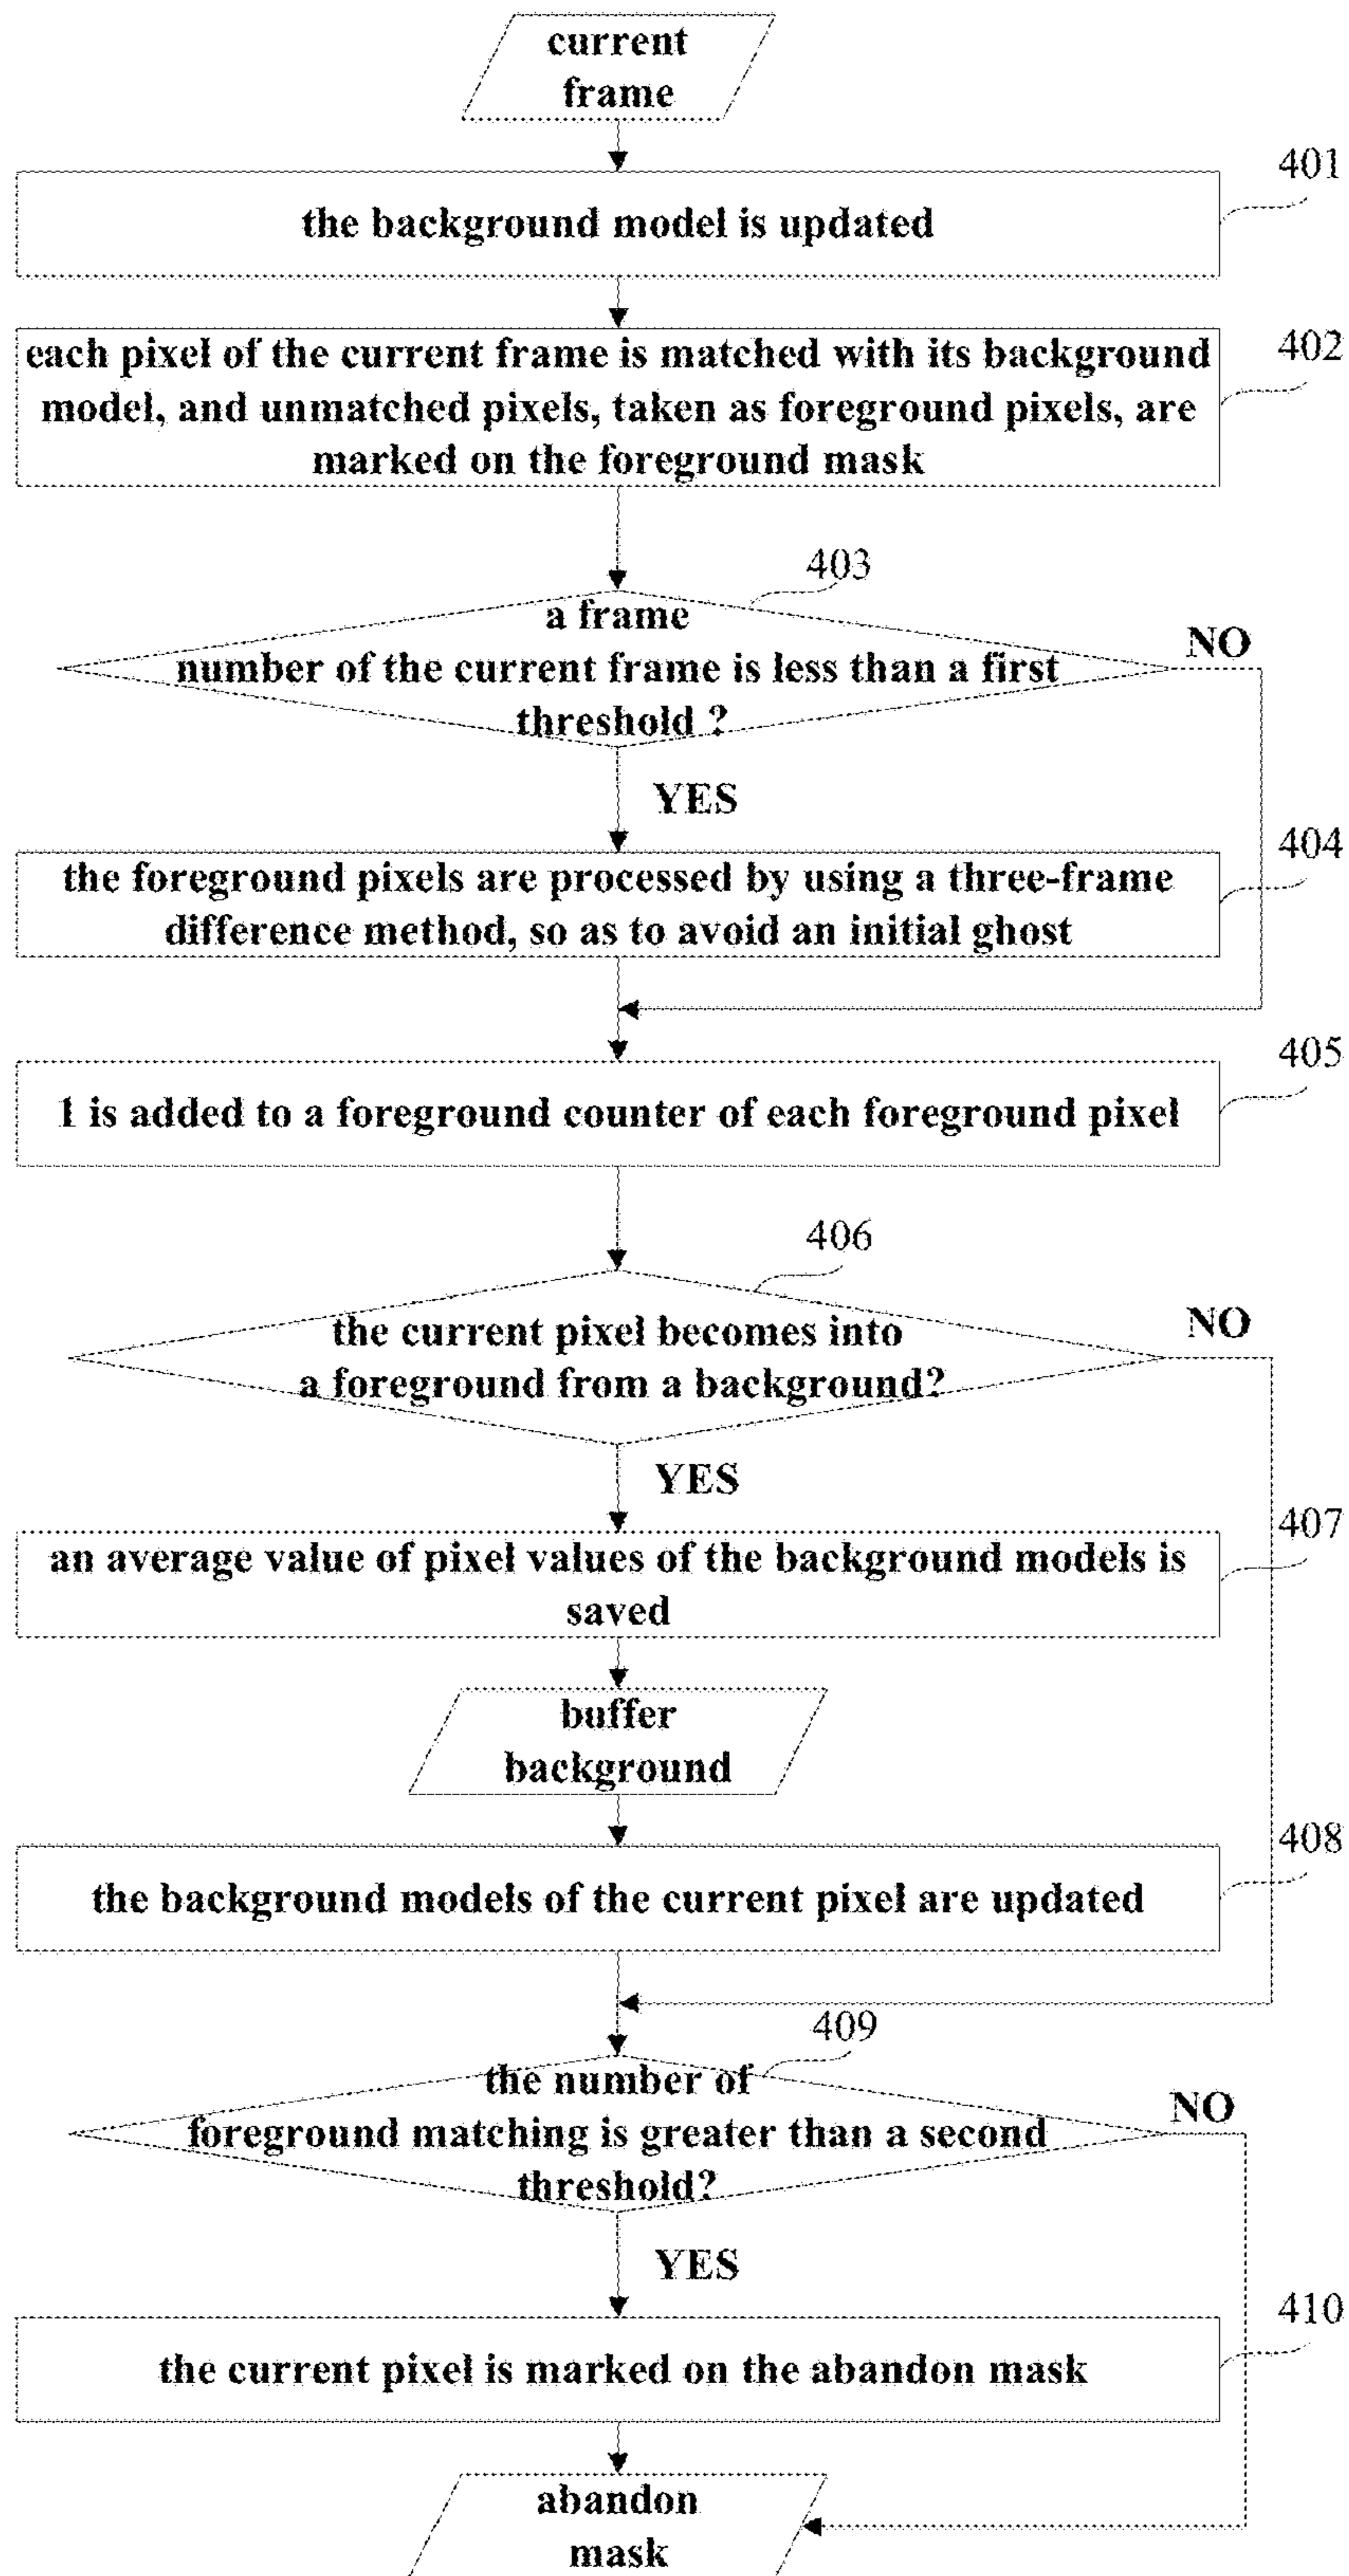 current
frame
401
the background model is updated
each pixel of the current frame is matched with its background
model, and unmatched pixels, taken as foreground pixels, are
marked on the foreground mask
402
403
a frame
number of the current frame is less than a first
threshold ?
NO
YES
404
the foreground pixels are processed by using a three-frame
difference method, so as to avoid an initial ghost
405
1 is added to a foreground counter of each foreground pixel
406
the current pixel becomes into
a foreground from a background?
NO
YES
407
an average value of pixel values of the background models is
saved
buffer
background
408
the background models of the current pixel are updated
409
the number of
foreground matching is greater than a second
threshold?
NO
YES
410
the current pixel is marked on the abandon mask
abandon
mask